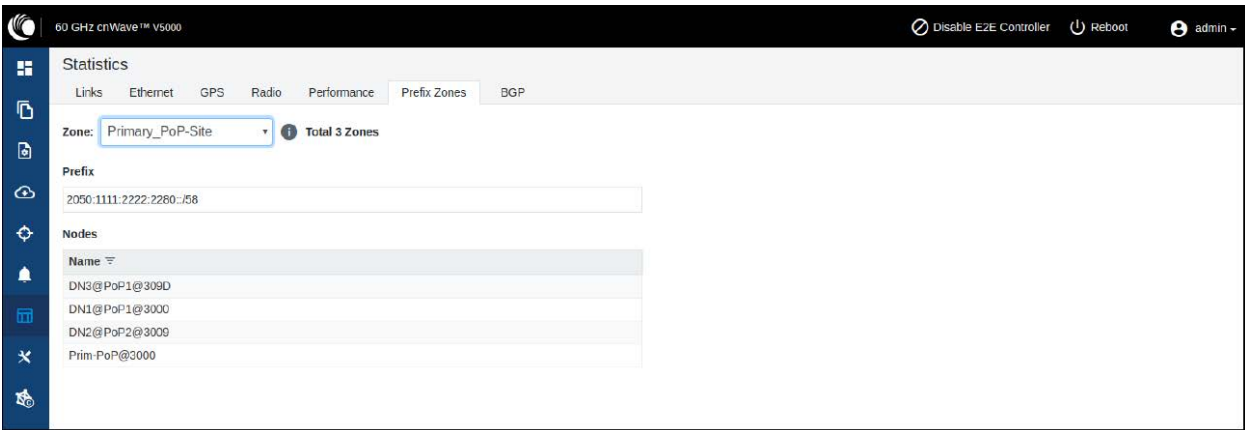 60 GHz cnWave™ V5000 Disable E2E Controller Reboot admin
Statistics
Links Ethernet GPS Radio Performance Prefix Zones BGP
Zone: Primary_PoP-Site Total 3 Zones
Prefix
2050:1111:2222:2280::/58
Nodes
Name
DN3@PoP1@309D
DN1@PoP1@3000
DN2@PoP2@3009
Prim-PoP@3000